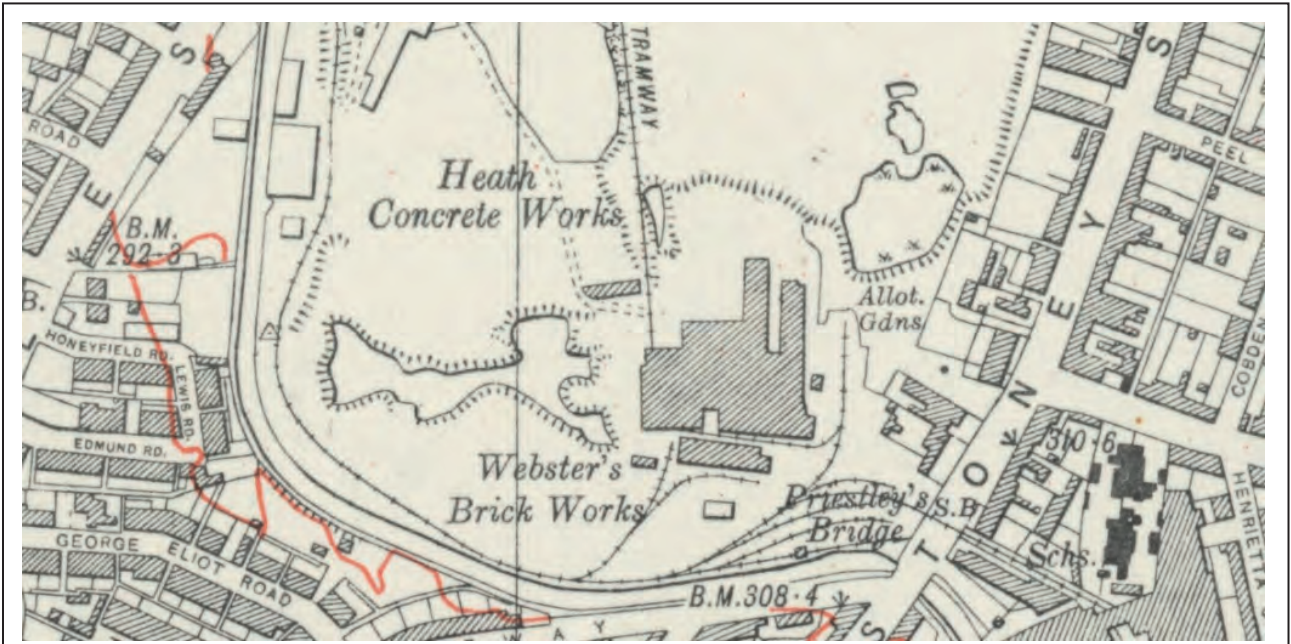 TRAMWAY
S
ROAD
PEEL
Heath
Concrete Works
Y
E
B.M.
292·3
E
B.
Allot.
Gdns
HONEYFIELD RD.
LEWIS RD.
N
COBDEN
EDMUND RD.
310·6
Webster's
Brick Works
O
HENRIETTA
Priestley's
Bridge
S.B
GEORGE ELIOT ROAD
Schs.
T
B.M.308·4
S
W A Y